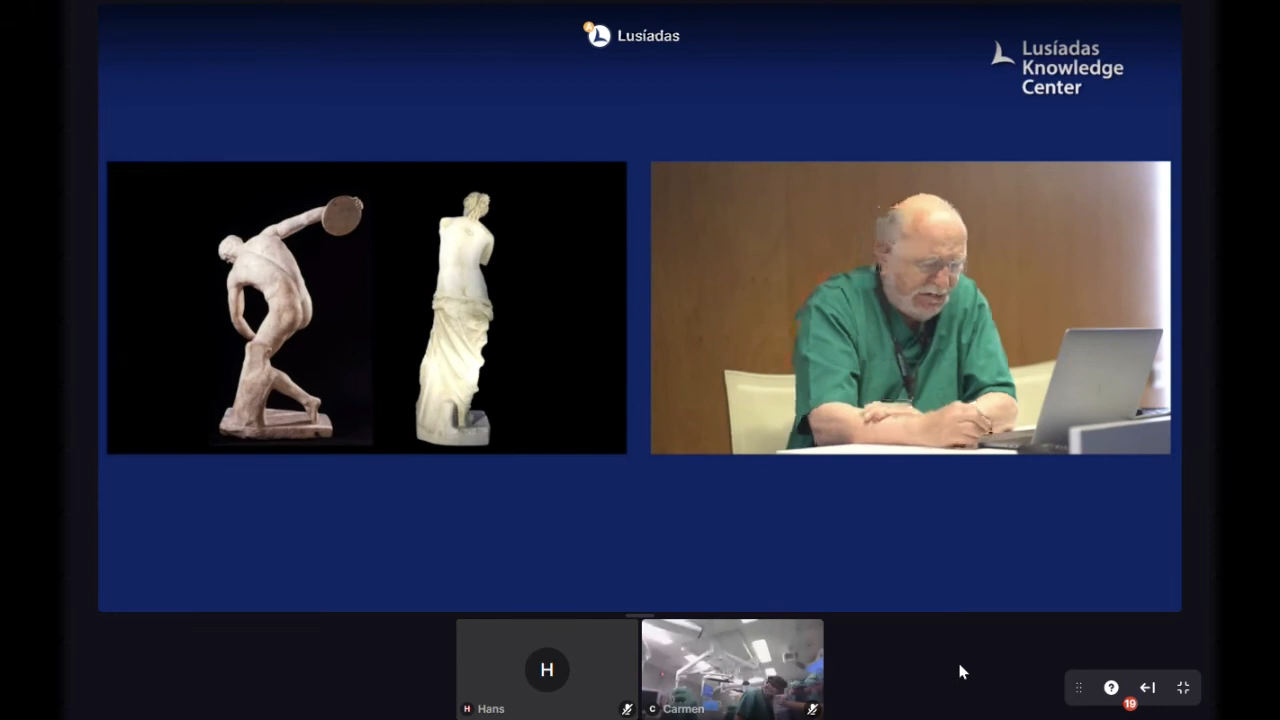 Lusíadas
Lusíadas
Knowledge
Center
H
H Hans
C Carmen
?
19